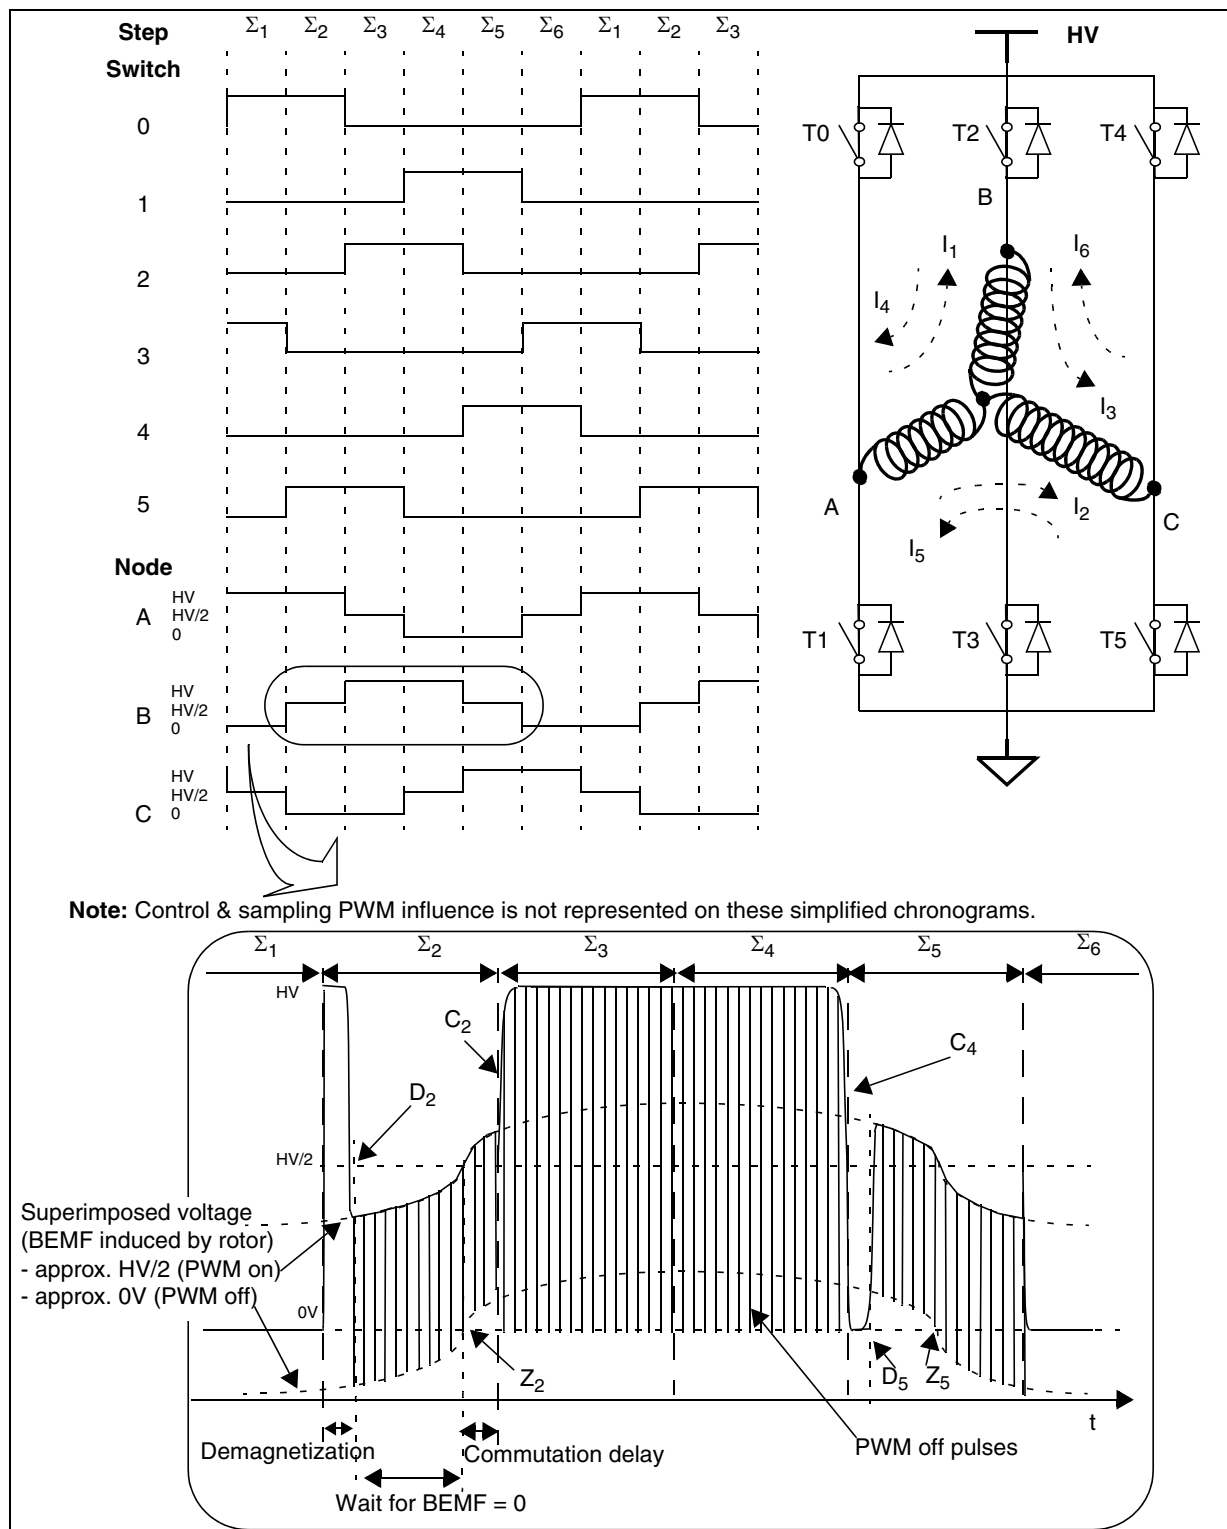 Step Σ1 Σ2 Σ3 Σ4 Σ5 Σ6 Σ1 Σ2 Σ3
Switch
0
1
2
3
4
5
Node
A HV HV/2 0
B HV HV/2 0
C HV HV/2 0
HV
T0 T2 T4
B
I1 I6
I4
I3
A
I2
C
I5
T1 T3 T5
Note: Control & sampling PWM influence is not represented on these simplified chronograms.
Σ1 Σ2 Σ3 Σ4 Σ5 Σ6
HV
C2
C4
D2
HV/2
Superimposed voltage
(BEMF induced by rotor)
- approx. HV/2 (PWM on)
- approx. 0V (PWM off)
0V
Z2
D5 Z5
t
Demagnetization
Commutation delay
PWM off pulses
Wait for BEMF = 0